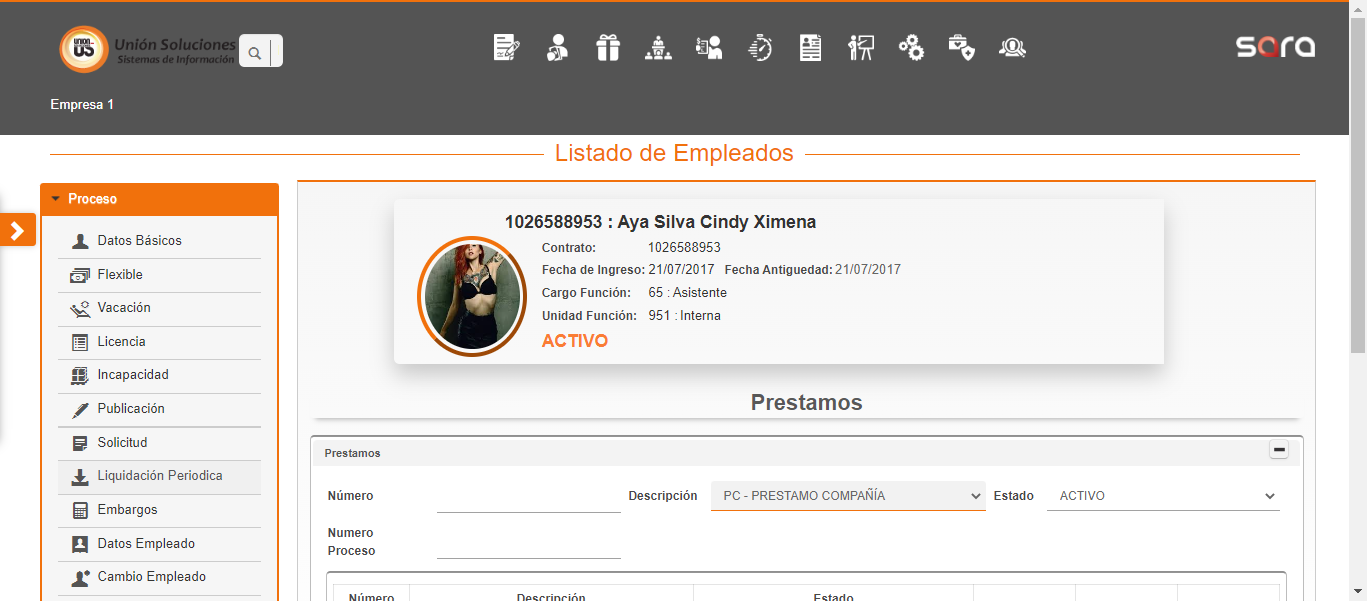 UNION
US
Unión Soluciones
Sistemas de Información
sara
Empresa 1
Listado de Empleados
Proceso
Datos Básicos
Flexible
Vacación
Licencia
Incapacidad
Publicación
Solicitud
Liquidación Periodica
Embargos
Datos Empleado
Cambio Empleado
1026588953 : Aya Silva Cindy Ximena
Contrato: 1026588953
Fecha de Ingreso: 21/07/2017 Fecha Antiguedad: 21/07/2017
Cargo Función: 65 : Asistente
Unidad Función: 951 : Interna
ACTIVO
Prestamos
Prestamos
Número Descripción PC - PRESTAMO COMPAÑÍA Estado ACTIVO
Numero
Proceso
Número Descripción Estado